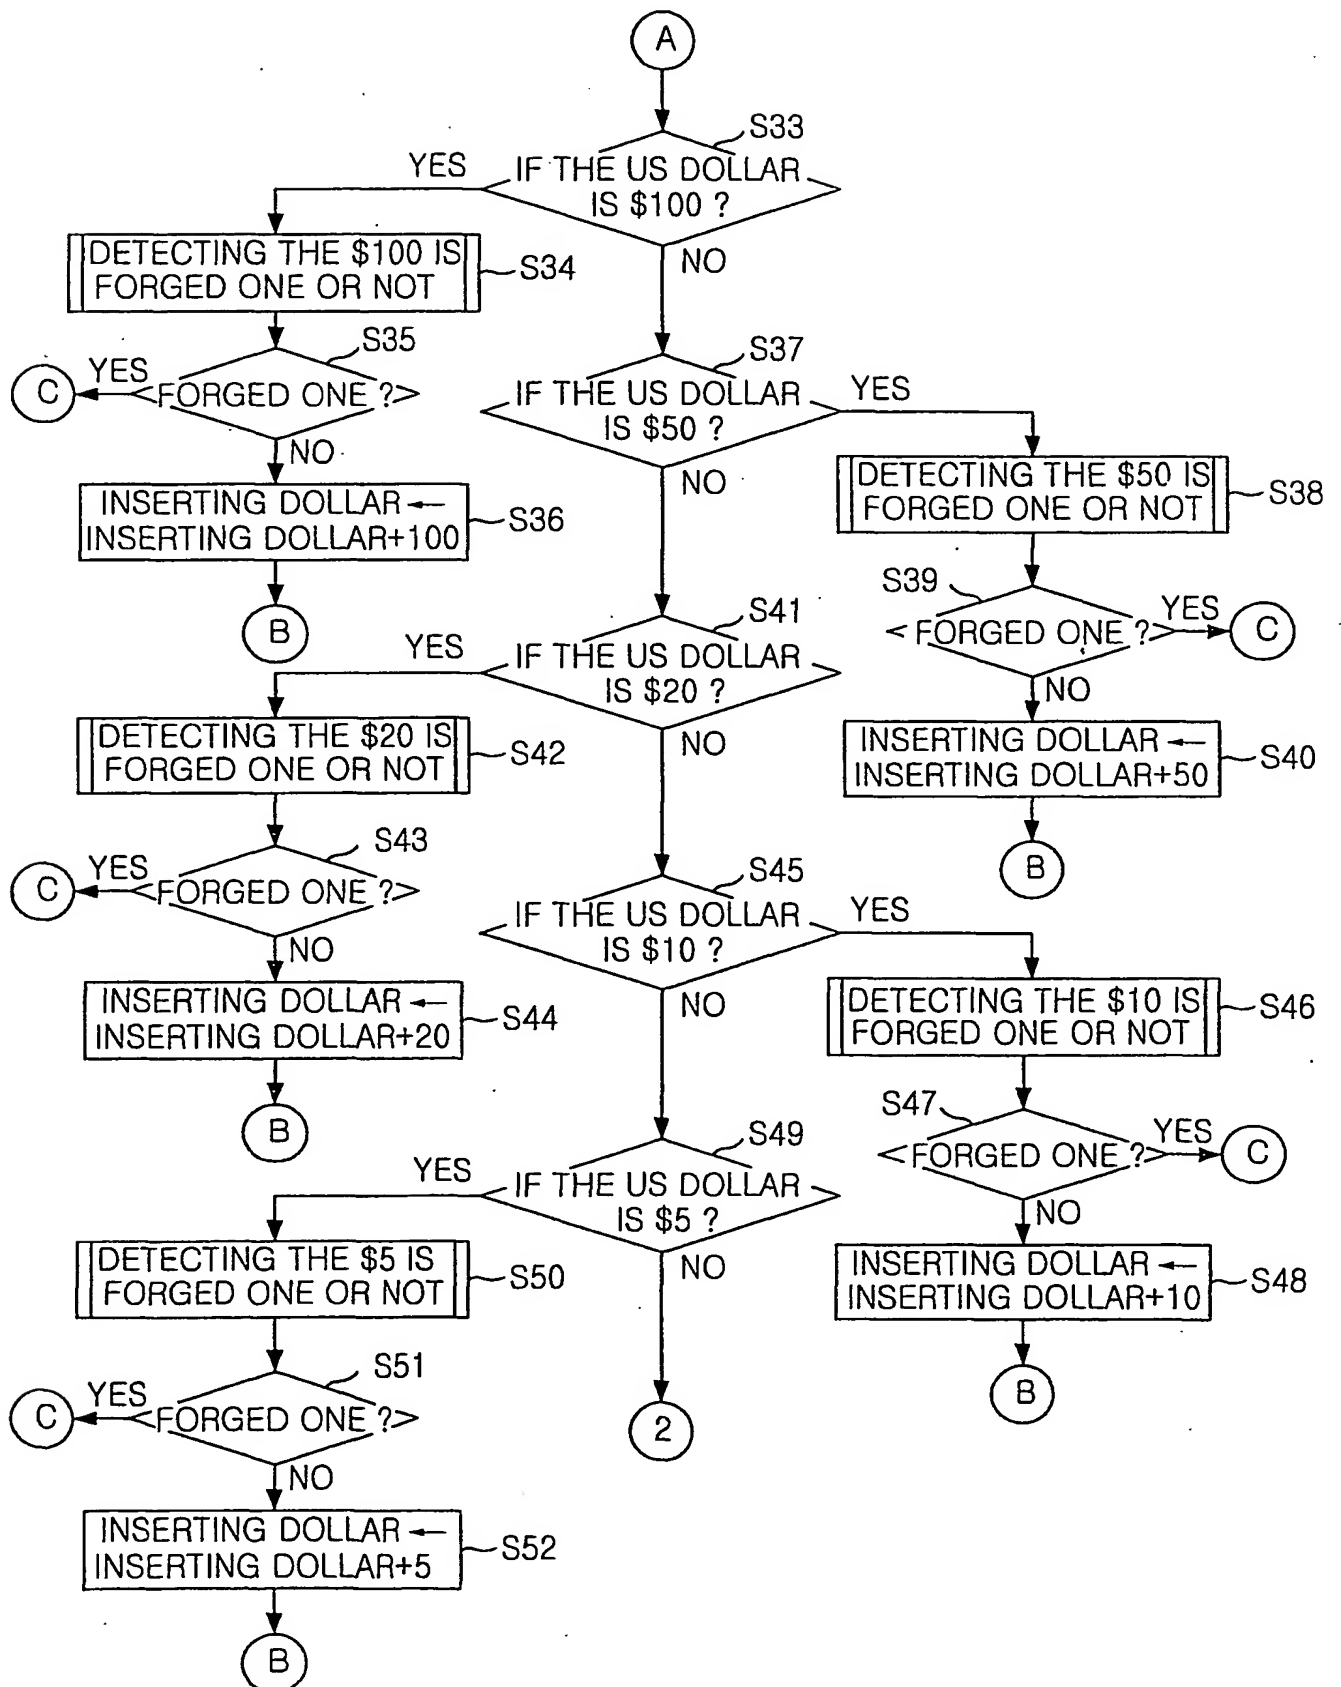 A
S33
YES
IF THE US DOLLAR
IS $100 ?
NO
DETECTING THE $100 IS
FORGED ONE OR NOT
S34
S35
YES
C
FORGED ONE ?
NO
INSERTING DOLLAR ←
INSERTING DOLLAR+100
S36
B
S37
IF THE US DOLLAR
IS $50 ?
YES
NO
DETECTING THE $50 IS
FORGED ONE OR NOT
S38
S39
FORGED ONE ?
YES
C
NO
INSERTING DOLLAR ←
INSERTING DOLLAR+50
S40
B
S41
YES
IF THE US DOLLAR
IS $20 ?
NO
DETECTING THE $20 IS
FORGED ONE OR NOT
S42
S43
YES
C
FORGED ONE ?
NO
INSERTING DOLLAR ←
INSERTING DOLLAR+20
S44
B
S45
IF THE US DOLLAR
IS $10 ?
YES
NO
DETECTING THE $10 IS
FORGED ONE OR NOT
S46
S47
FORGED ONE ?
YES
C
NO
INSERTING DOLLAR ←
INSERTING DOLLAR+10
S48
B
S49
YES
IF THE US DOLLAR
IS $5 ?
NO
2
DETECTING THE $5 IS
FORGED ONE OR NOT
S50
S51
YES
C
FORGED ONE ?
NO
INSERTING DOLLAR ←
INSERTING DOLLAR+5
S52
B